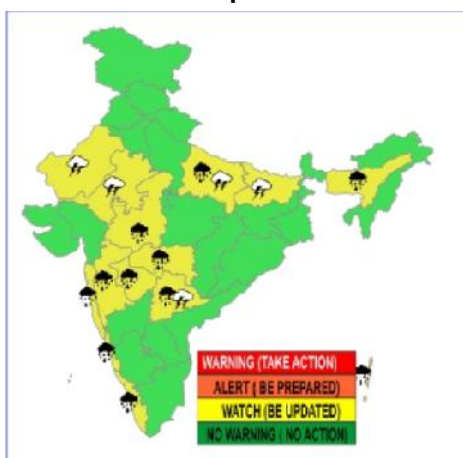 WARNING (TAKE ACTION)
ALERT ( BE PREPARED)
WATCH (BE UPDATED)
NO WARNING ( NO ACTION)